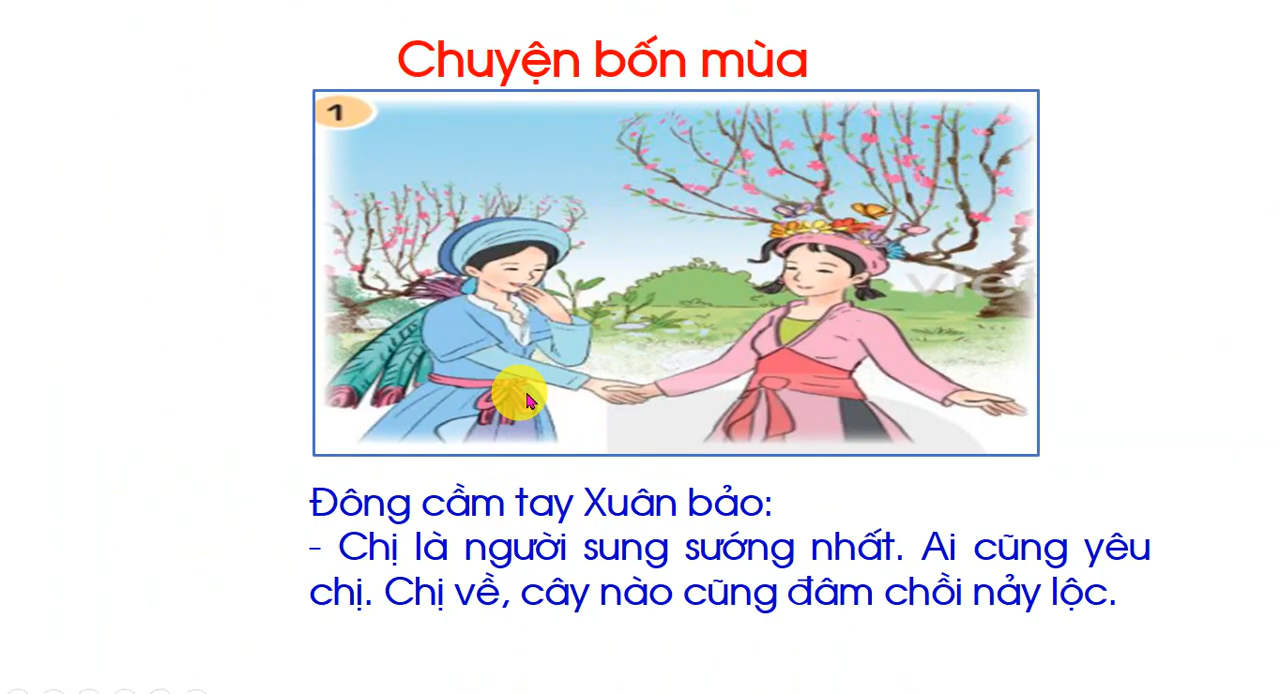 Chuyện bốn mùa
1
Đông cầm tay Xuân bảo:
- Chị là người sung sướng nhất. Ai cũng yêu
chị. Chị về, cây nào cũng đâm chồi nảy lộc.